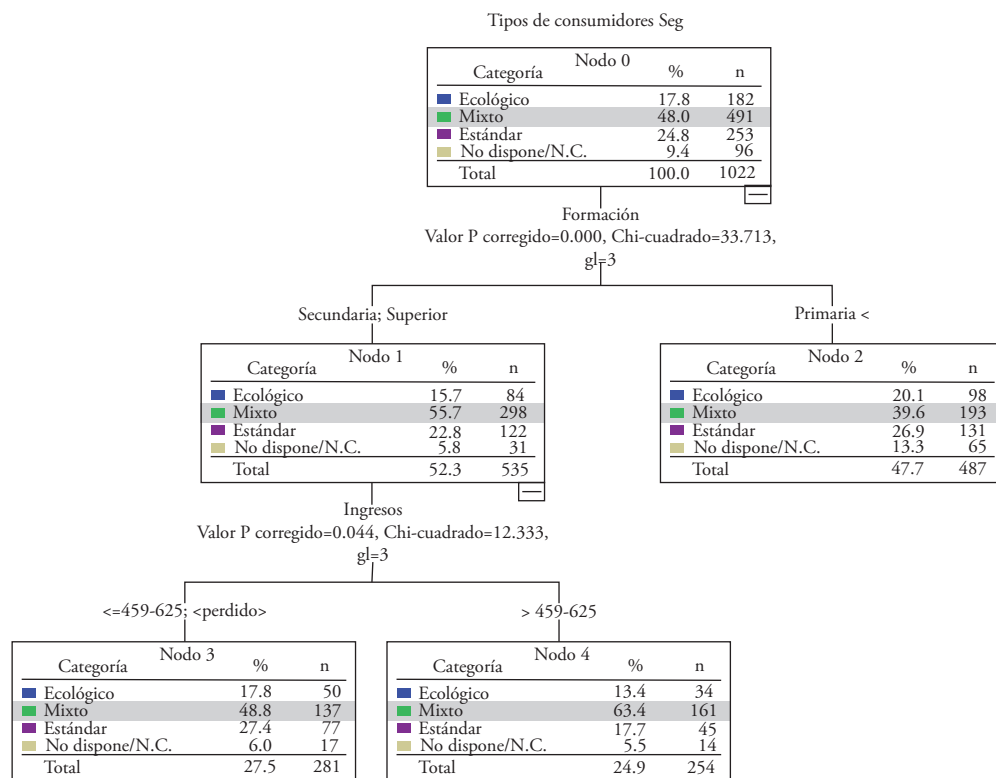 Tipos de consumidores Seg
Nodo 0
Categoría % n
Ecológico 17.8 182
Mixto 48.0 491
Estándar 24.8 253
No dispone/N.C. 9.4 96
Total 100.0 1022
Formación
Valor P corregido=0.000, Chi-cuadrado=33.713,
gl=3
Secundaria; Superior
Primaria <
Nodo 1
Categoría % n
Ecológico 15.7 84
Mixto 55.7 298
Estándar 22.8 122
No dispone/N.C. 5.8 31
Total 52.3 535
Nodo 2
Categoría % n
Ecológico 20.1 98
Mixto 39.6 193
Estándar 26.9 131
No dispone/N.C. 13.3 65
Total 47.7 487
Ingresos
Valor P corregido=0.044, Chi-cuadrado=12.333,
gl=3
<=459-625; <perdido>
> 459-625
Nodo 3
Categoría % n
Ecológico 17.8 50
Mixto 48.8 137
Estándar 27.4 77
No dispone/N.C. 6.0 17
Total 27.5 281
Nodo 4
Categoría % n
Ecológico 13.4 34
Mixto 63.4 161
Estándar 17.7 45
No dispone/N.C. 5.5 14
Total 24.9 254